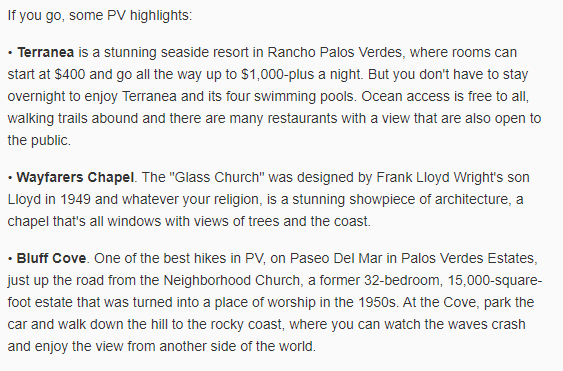 If you go, some PV highlights:
• Terranea is a stunning seaside resort in Rancho Palos Verdes, where rooms can
start at $400 and go all the way up to $1,000-plus a night. But you don't have to stay
overnight to enjoy Terranea and its four swimming pools. Ocean access is free to all,
walking trails abound and there are many restaurants with a view that are also open to
the public.
• Wayfarers Chapel. The "Glass Church" was designed by Frank Lloyd Wright's son
Lloyd in 1949 and whatever your religion, is a stunning showpiece of architecture, a
chapel that's all windows with views of trees and the coast.
• Bluff Cove. One of the best hikes in PV, on Paseo Del Mar in Palos Verdes Estates,
just up the road from the Neighborhood Church, a former 32-bedroom, 15,000-square-
foot estate that was turned into a place of worship in the 1950s. At the Cove, park the
car and walk down the hill to the rocky coast, where you can watch the waves crash
and enjoy the view from another side of the world.